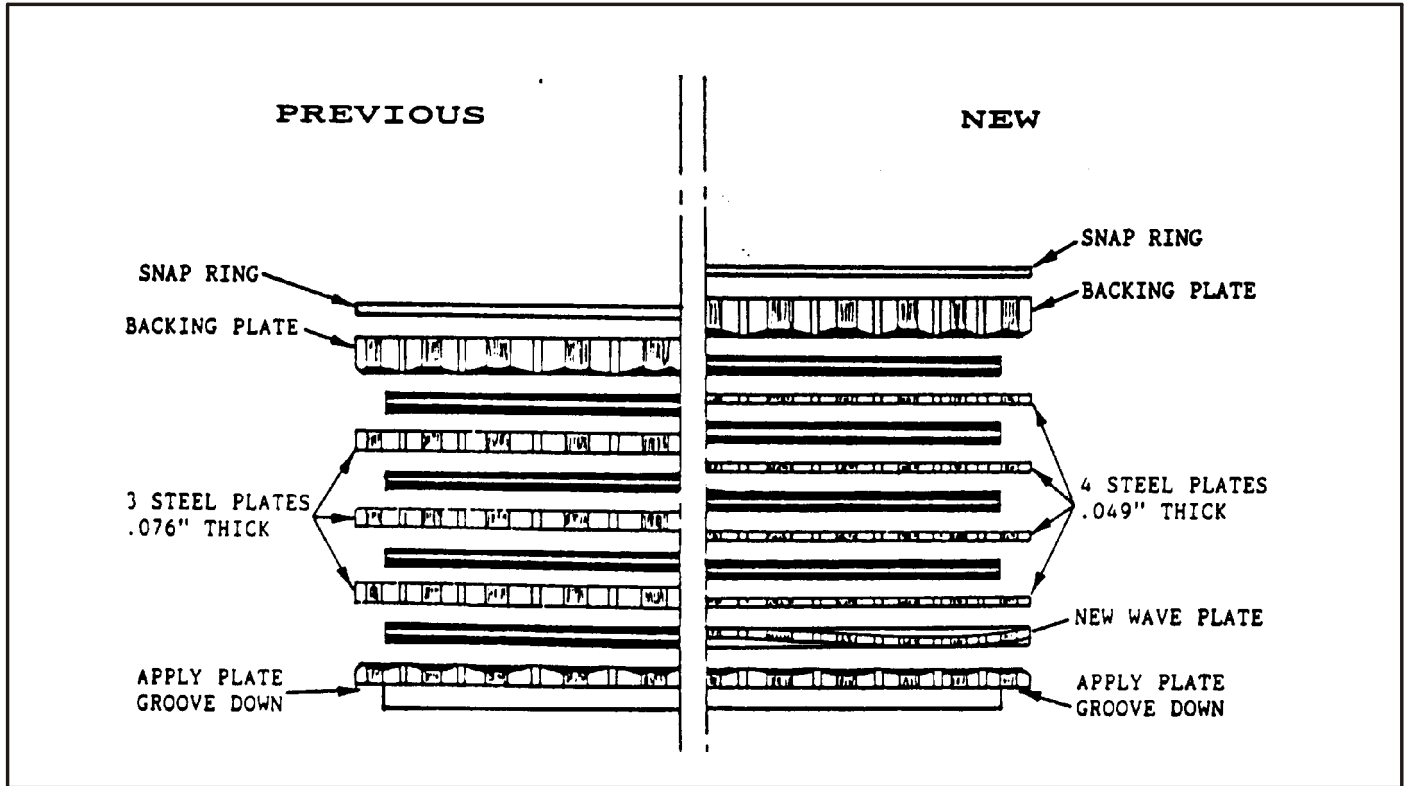 PREVIOUS
SNAP RING
BACKING PLATE
3 STEEL PLATES
.076" THICK
APPLY PLATE
GROOVE DOWN
NEW
SNAP RING
BACKING PLATE
4 STEEL PLATES
.049" THICK
NEW WAVE PLATE
APPLY PLATE
GROOVE DOWN